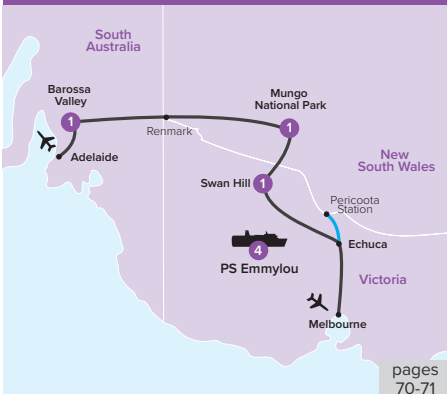 South
Australia
Barossa
Valley
1
Adelaide
Renmark
Mungo
National Park
1
New
South Wales
Swan Hill
1
Pericoota
Station
Echuca
4
PS Emmylou
Victoria
Melbourne
pages
70-71